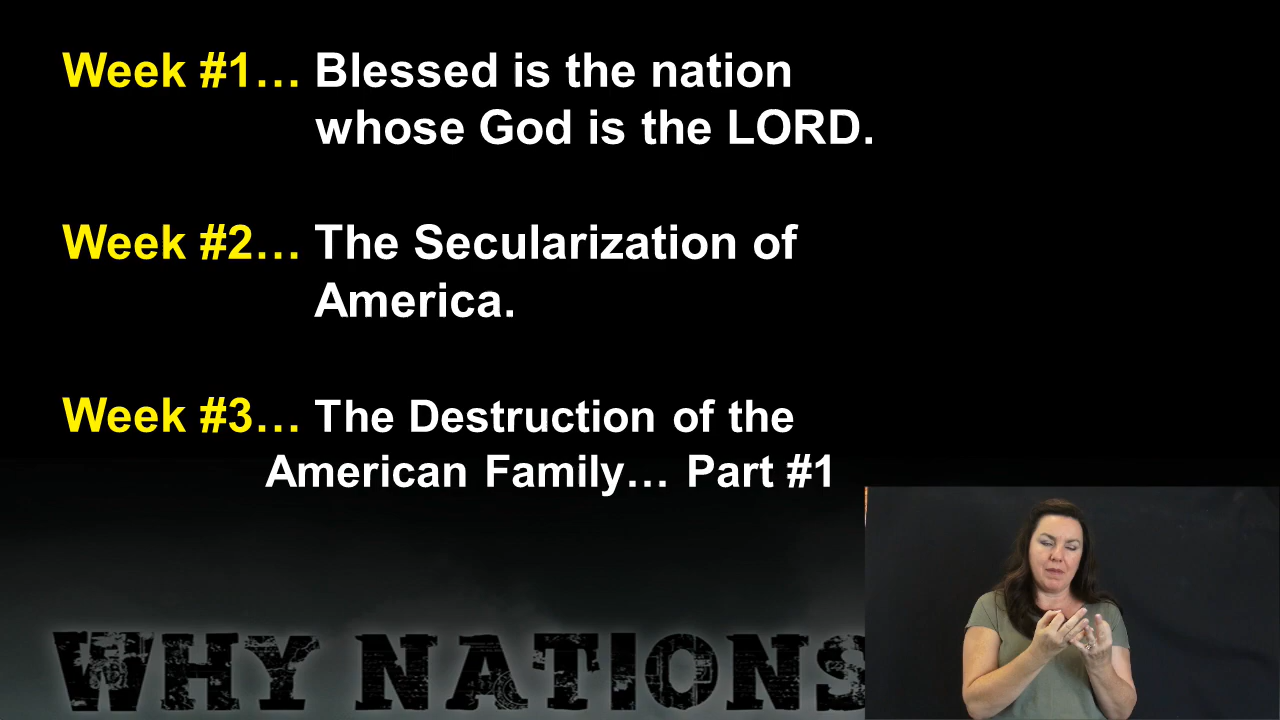 Week #1… Blessed is the nation
whose God is the LORD.
Week #2… The Secularization of
America.
Week #3… The Destruction of the
American Family… Part #1
WHY NATIONS